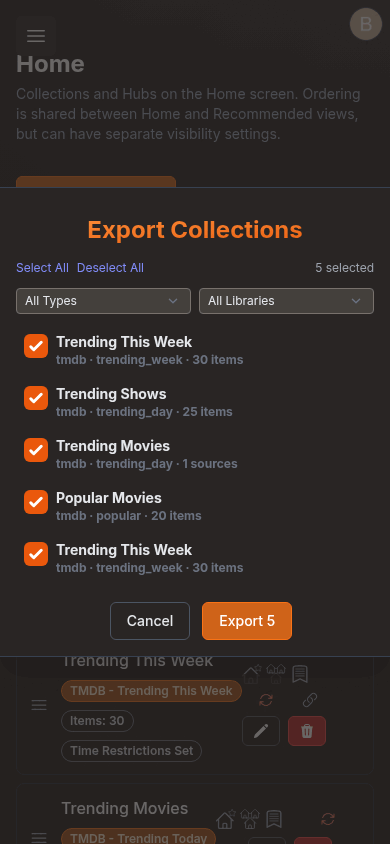 B
Home
Collections and Hubs on the Home screen. Ordering
is shared between Home and Recommended views,
but can have separate visibility settings.
Export Collections
Select All Deselect All 5 selected
All Types All Libraries
Trending This Week
tmdb · trending_week · 30 items
Trending Shows
tmdb · trending_day · 25 items
Trending Movies
tmdb · trending_day · 1 sources
Popular Movies
tmdb · popular · 20 items
Trending This Week
tmdb · trending_week · 30 items
Cancel Export 5
Trending This Week
TMDB - Trending This Week
Items: 30
Time Restrictions Set
Trending Movies
TMDB - Trending Today